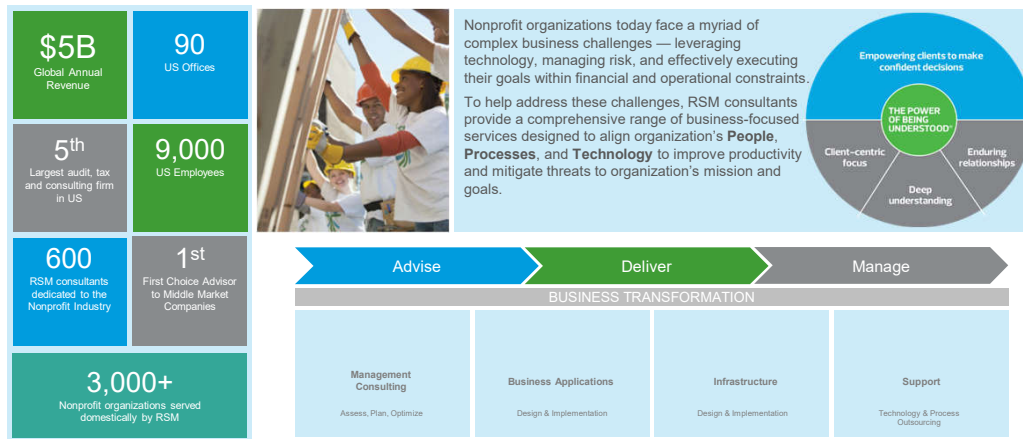 $5B
Global Annual
Revenue
90
US Offices
5th
Largest audit, tax
and consulting firm
in US
9,000
US Employees
600
RSM consultants
dedicated to the
Nonprofit Industry
1st
First Choice Advisor
to Middle Market
Companies
3,000+
Nonprofit organizations served
domestically by RSM
Nonprofit organizations today face a myriad of
complex business challenges — leveraging
technology, managing risk, and effectively executing
their goals within financial and operational constraints.
To help address these challenges, RSM consultants
provide a comprehensive range of business-focused
services designed to align organization's People,
Processes, and Technology to improve productivity
and mitigate threats to organization's mission and
goals.
Empowering clients to make
confident decisions
THE POWER
OF BEING
UNDERSTOOD®
Client-centric
focus
Deep
understanding
Enduring
relationships
Advise
Deliver
Manage
BUSINESS TRANSFORMATION
Management
Consulting
Assess, Plan, Optimize
Business Applications
Design & Implementation
Infrastructure
Design & Implementation
Support
Technology & Process
Outsourcing